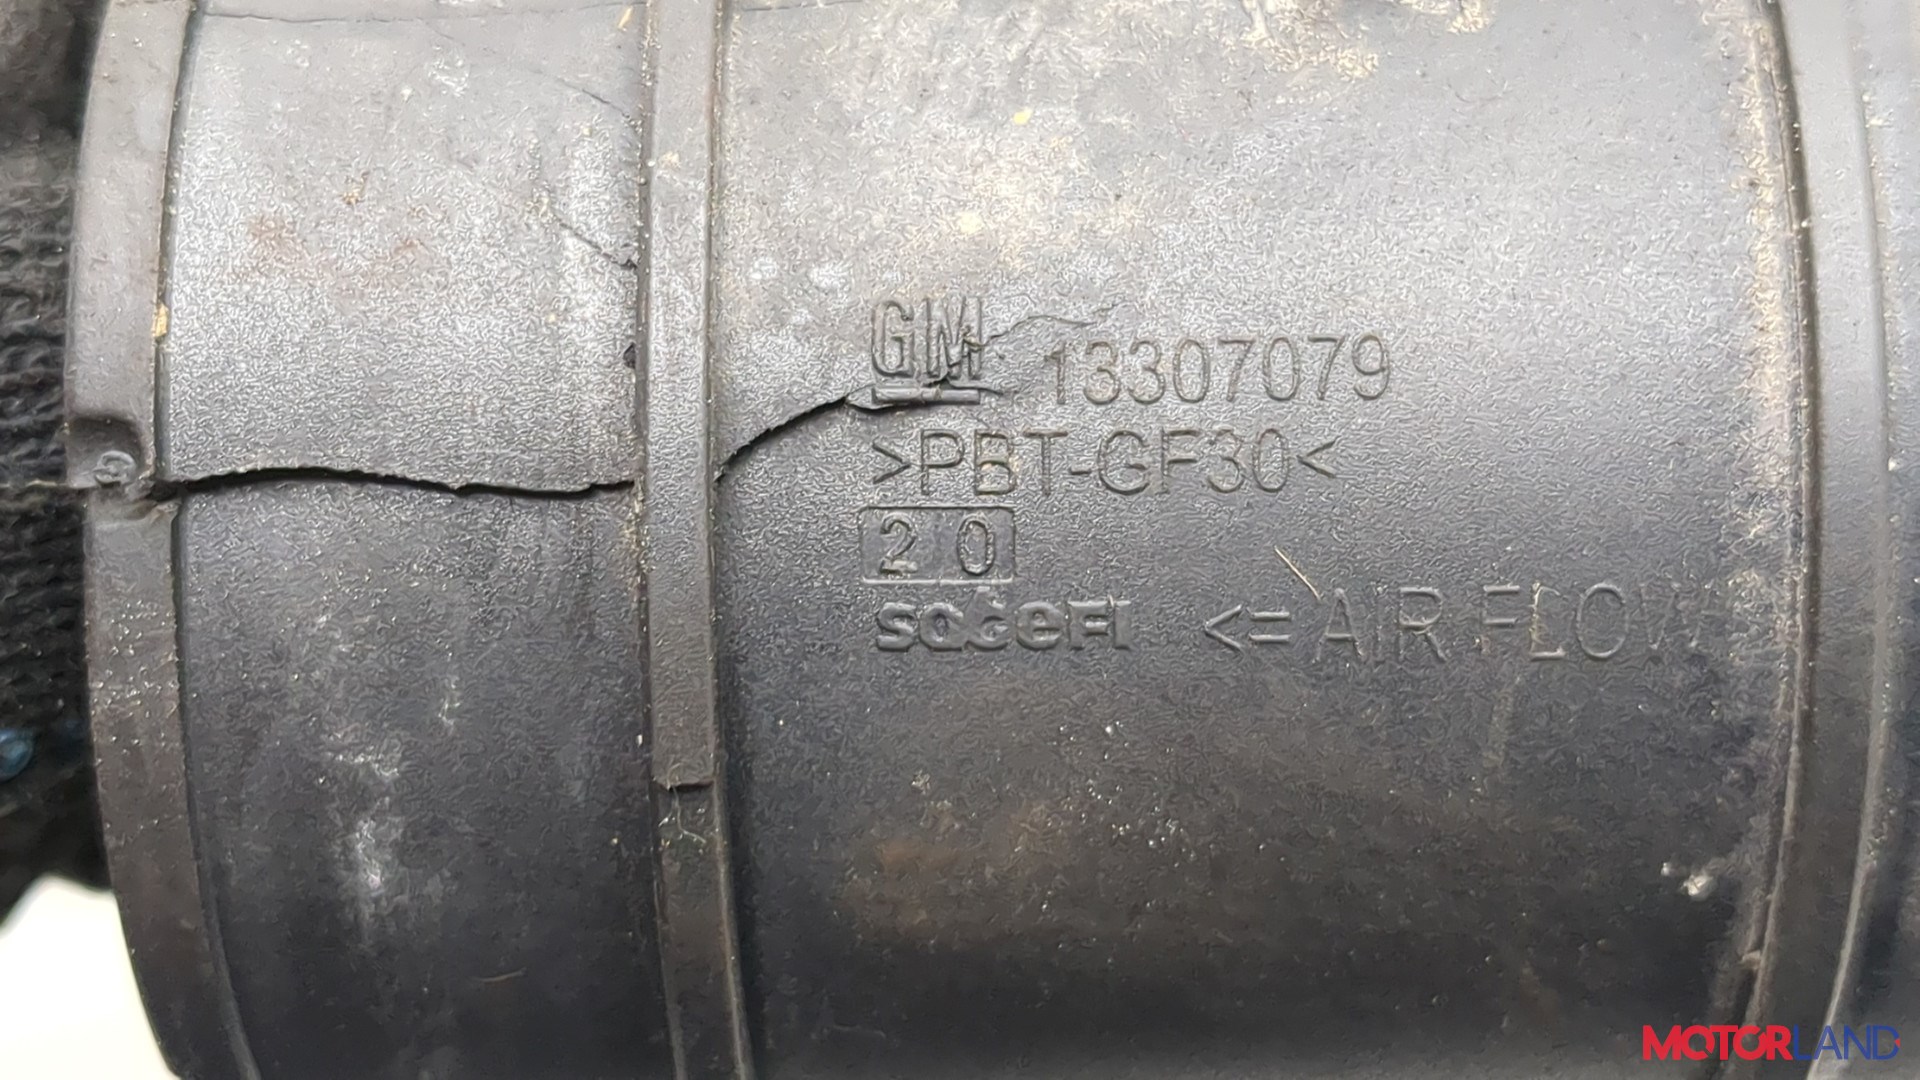 GM 13307079
>PBT-GF30<
2 0
sogefi <= AIR FLOW
MOTORLAND